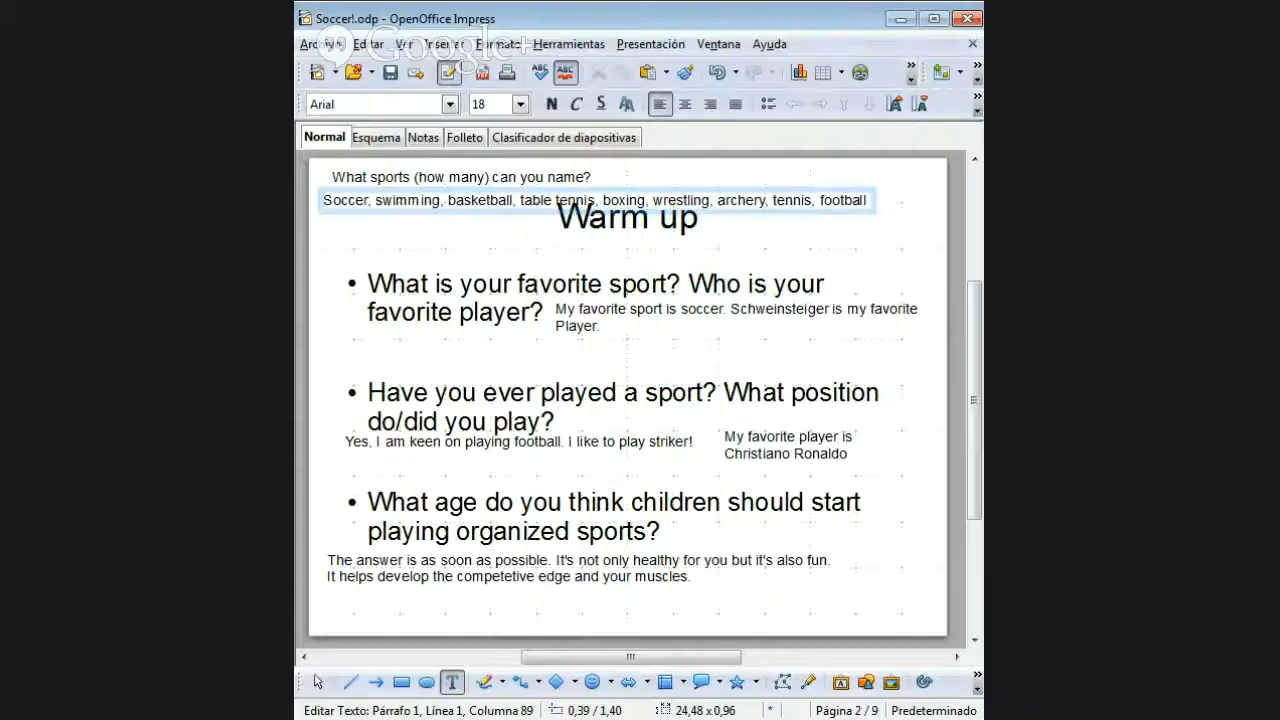 Soccer!.odp - OpenOffice Impress
Archivo Editar Ver Insertar Formato Herramientas Presentación Ventana Ayuda
Google+
Arial 18 N C S
Normal Esquema Notas Folleto Clasificador de diapositivas
What sports (how many) can you name?
Soccer, swimming, basketball, table tennis, boxing, wrestling, archery, tennis, football
Warm up
• What is your favorite sport? Who is your
favorite player?
My favorite sport is soccer. Schweinsteiger is my favorite
Player.
• Have you ever played a sport? What position
do/did you play?
Yes, I am keen on playing football. I like to play striker!
My favorite player is
Christiano Ronaldo
• What age do you think children should start
playing organized sports?
The answer is as soon as possible. It's not only healthy for you but it's also fun.
It helps develop the competetive edge and your muscles.
Editar Texto: Párrafo 1, Línea 1, Columna 89 0,39 / 1,40 24,48 x 0,96 * Página 2 / 9 Predeterminado